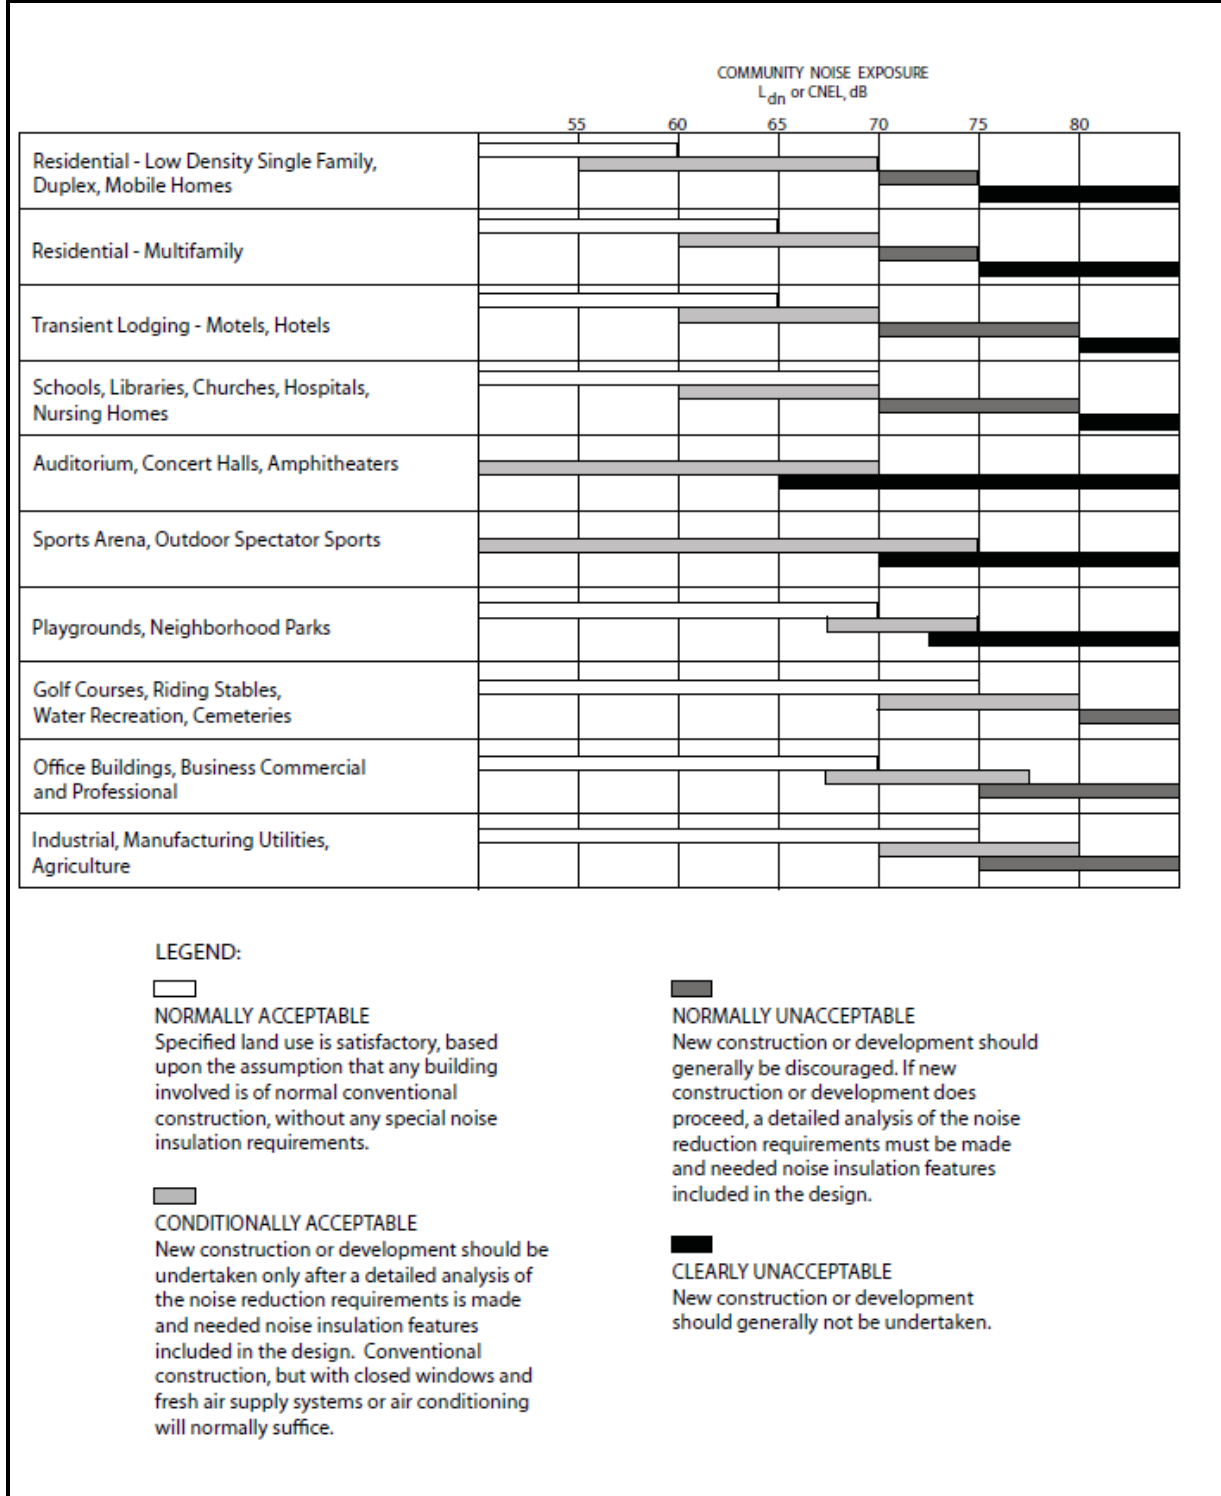 COMMUNITY NOISE EXPOSURE
Ldn or CNEL, dB
55 60 65 70 75 80
Residential - Low Density Single Family,
Duplex, Mobile Homes
Residential - Multifamily
Transient Lodging - Motels, Hotels
Schools, Libraries, Churches, Hospitals,
Nursing Homes
Auditorium, Concert Halls, Amphitheaters
Sports Arena, Outdoor Spectator Sports
Playgrounds, Neighborhood Parks
Golf Courses, Riding Stables,
Water Recreation, Cemeteries
Office Buildings, Business Commercial
and Professional
Industrial, Manufacturing Utilities,
Agriculture
LEGEND:
NORMALLY ACCEPTABLE
Specified land use is satisfactory, based
upon the assumption that any building
involved is of normal conventional
construction, without any special noise
insulation requirements.
CONDITIONALLY ACCEPTABLE
New construction or development should be
undertaken only after a detailed analysis of
the noise reduction requirements is made
and needed noise insulation features
included in the design. Conventional
construction, but with closed windows and
fresh air supply systems or air conditioning
will normally suffice.
NORMALLY UNACCEPTABLE
New construction or development should
generally be discouraged. If new
construction or development does
proceed, a detailed analysis of the noise
reduction requirements must be made
and needed noise insulation features
included in the design.
CLEARLY UNACCEPTABLE
New construction or development
should generally not be undertaken.